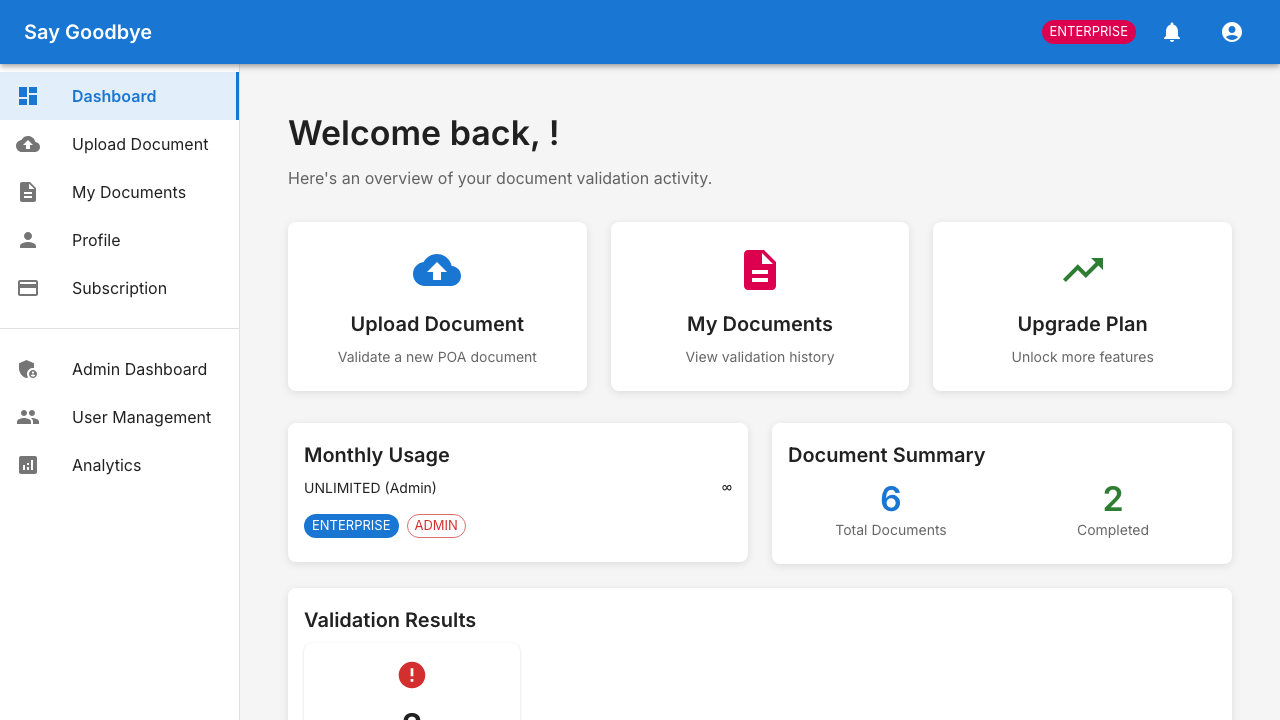 Say Goodbye
ENTERPRISE
Dashboard
Upload Document
My Documents
Profile
Subscription
Admin Dashboard
User Management
Analytics
Welcome back, !
Here's an overview of your document validation activity.
Upload Document
Validate a new POA document
My Documents
View validation history
Upgrade Plan
Unlock more features
Monthly Usage
UNLIMITED (Admin)
∞
ENTERPRISE
ADMIN
Document Summary
6
Total Documents
2
Completed
Validation Results